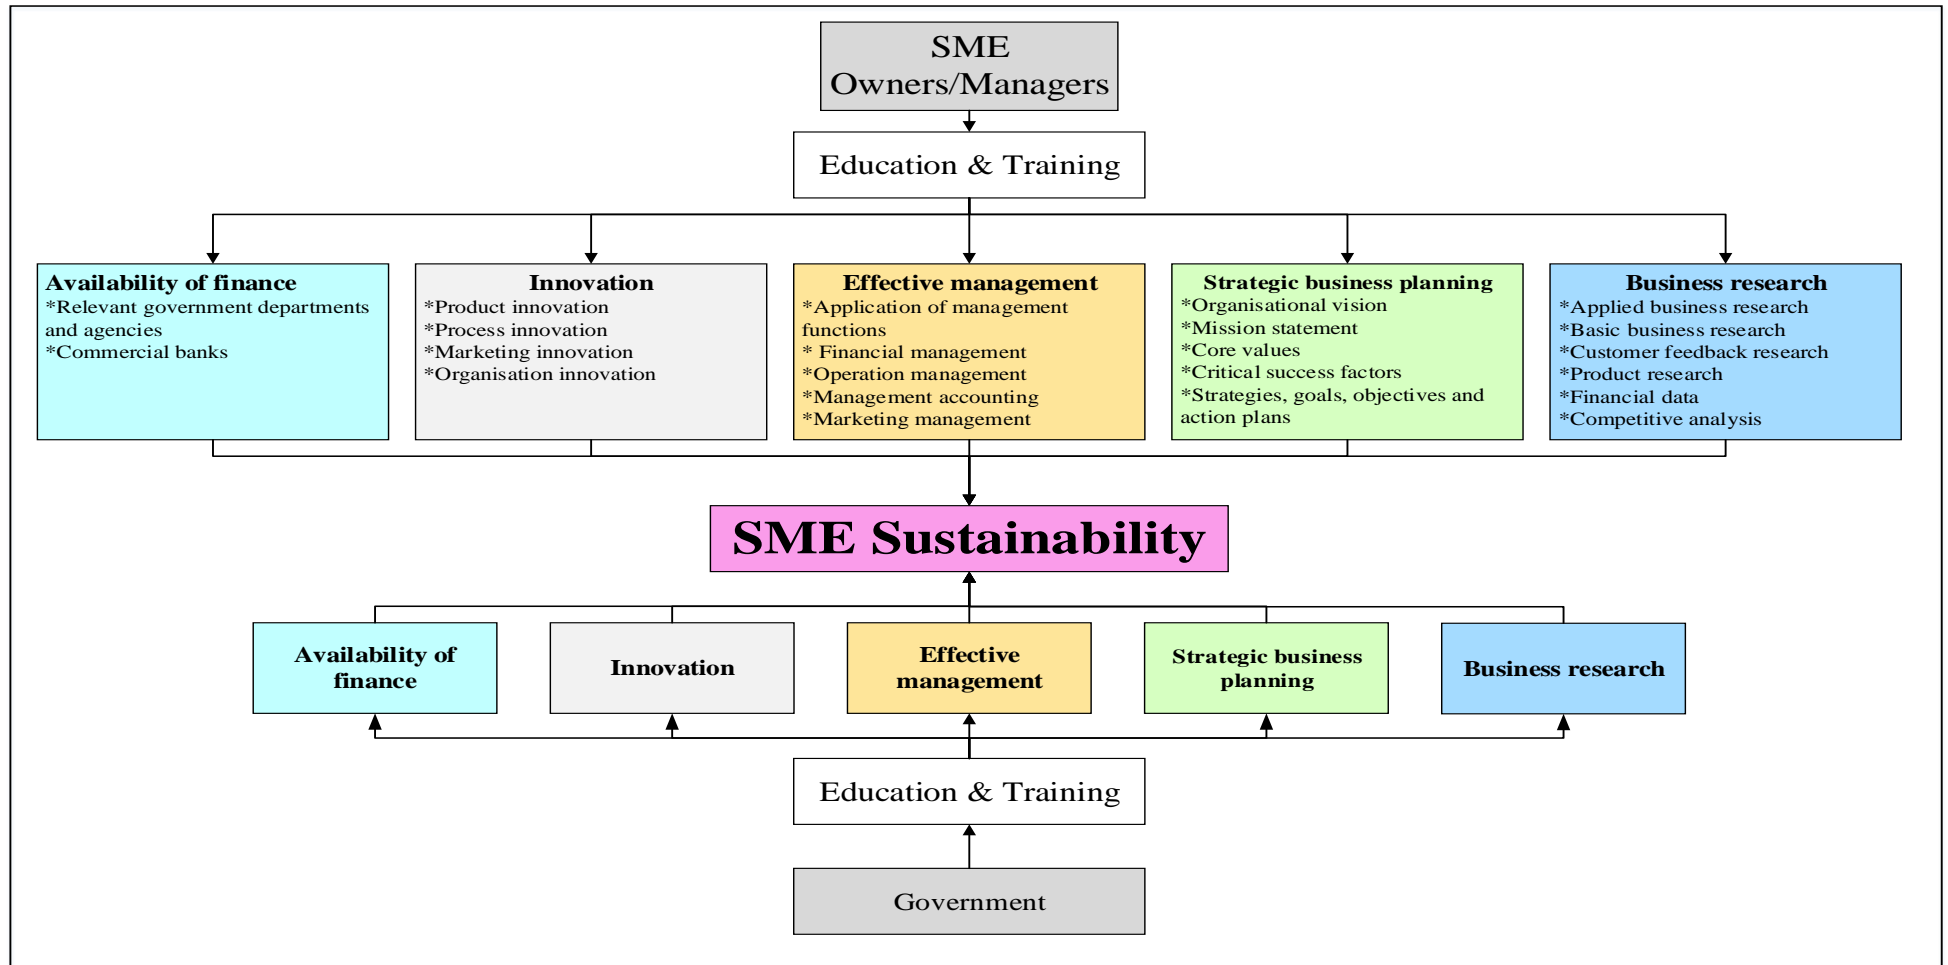 SME
Owners/Managers
Education & Training
Availability of finance
*Relevant government departments
and agencies
*Commercial banks
Innovation
*Product innovation
*Process innovation
*Marketing innovation
*Organisation innovation
Effective management
*Application of management
functions
* Financial management
*Operation management
*Management accounting
*Marketing management
Strategic business planning
*Organisational vision
*Mission statement
*Core values
*Critical success factors
*Strategies, goals, objectives and
action plans
Business research
*Applied business research
*Basic business research
*Customer feedback research
*Product research
*Financial data
*Competitive analysis
SME Sustainability
Availability of
finance
Innovation
Effective
management
Strategic business
planning
Business research
Education & Training
Government